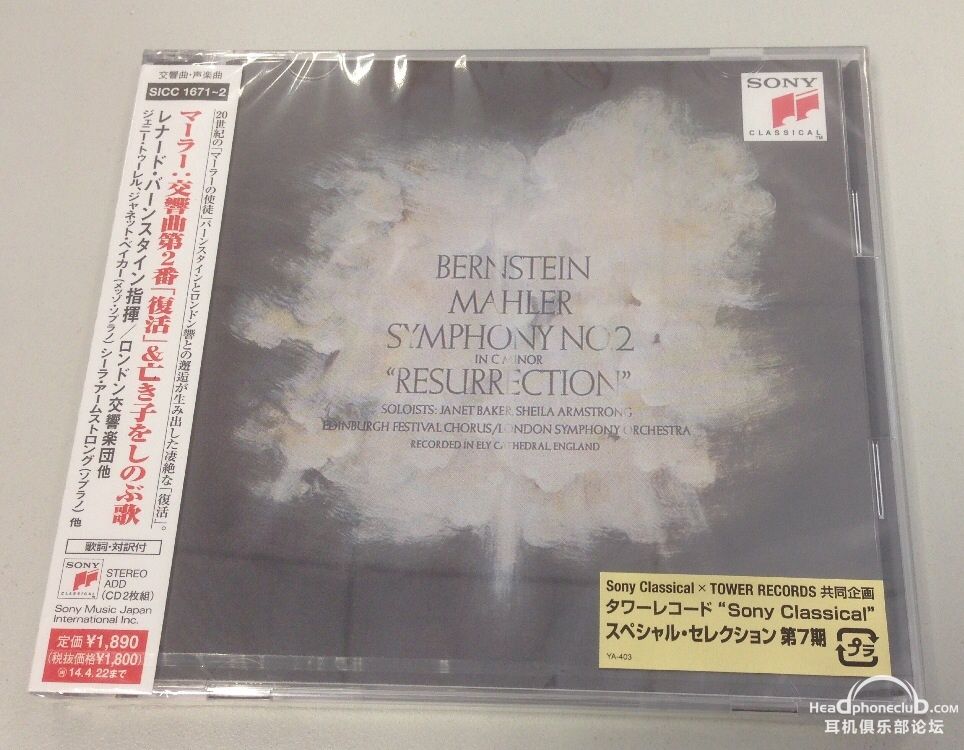 交響曲・声楽曲
SICC 1671~2
20世紀の「マーラーの使徒」バーンスタインとロンドン響との邂逅が生み出した凄絶な「復活」。
マーラー:交響曲第2番「復活」&亡き子をしのぶ歌
レナード・バーンスタイン指揮/ロンドン交響楽団 他
ジェニー・トゥーレル、ジャネット・ベイカー(メッゾ・ソプラノ) シーラ・アームストロング(ソプラノ) 他
歌詞・対訳付
SONY
CLASSICAL
STEREO
ADD
(CD2枚組)
Sony Music Japan
International Inc.
定価¥1,890
(税抜価格¥1,800)
14.4.22まで
SONY
CLASSICAL™
BERNSTEIN
MAHLER
SYMPHONY NO.2
IN C MINOR
“RESURRECTION”
SOLOISTS: JANET BAKER, SHEILA ARMSTRONG
EDINBURGH FESTIVAL CHORUS/LONDON SYMPHONY ORCHESTRA
RECORDED IN ELY CATHEDRAL, ENGLAND
Sony Classical × TOWER RECORDS 共同企画
タワーレコード “Sony Classical”
スペシャル・セレクション 第7期
プラ
YA-403
Headphoneclub.com
耳机俱乐部论坛